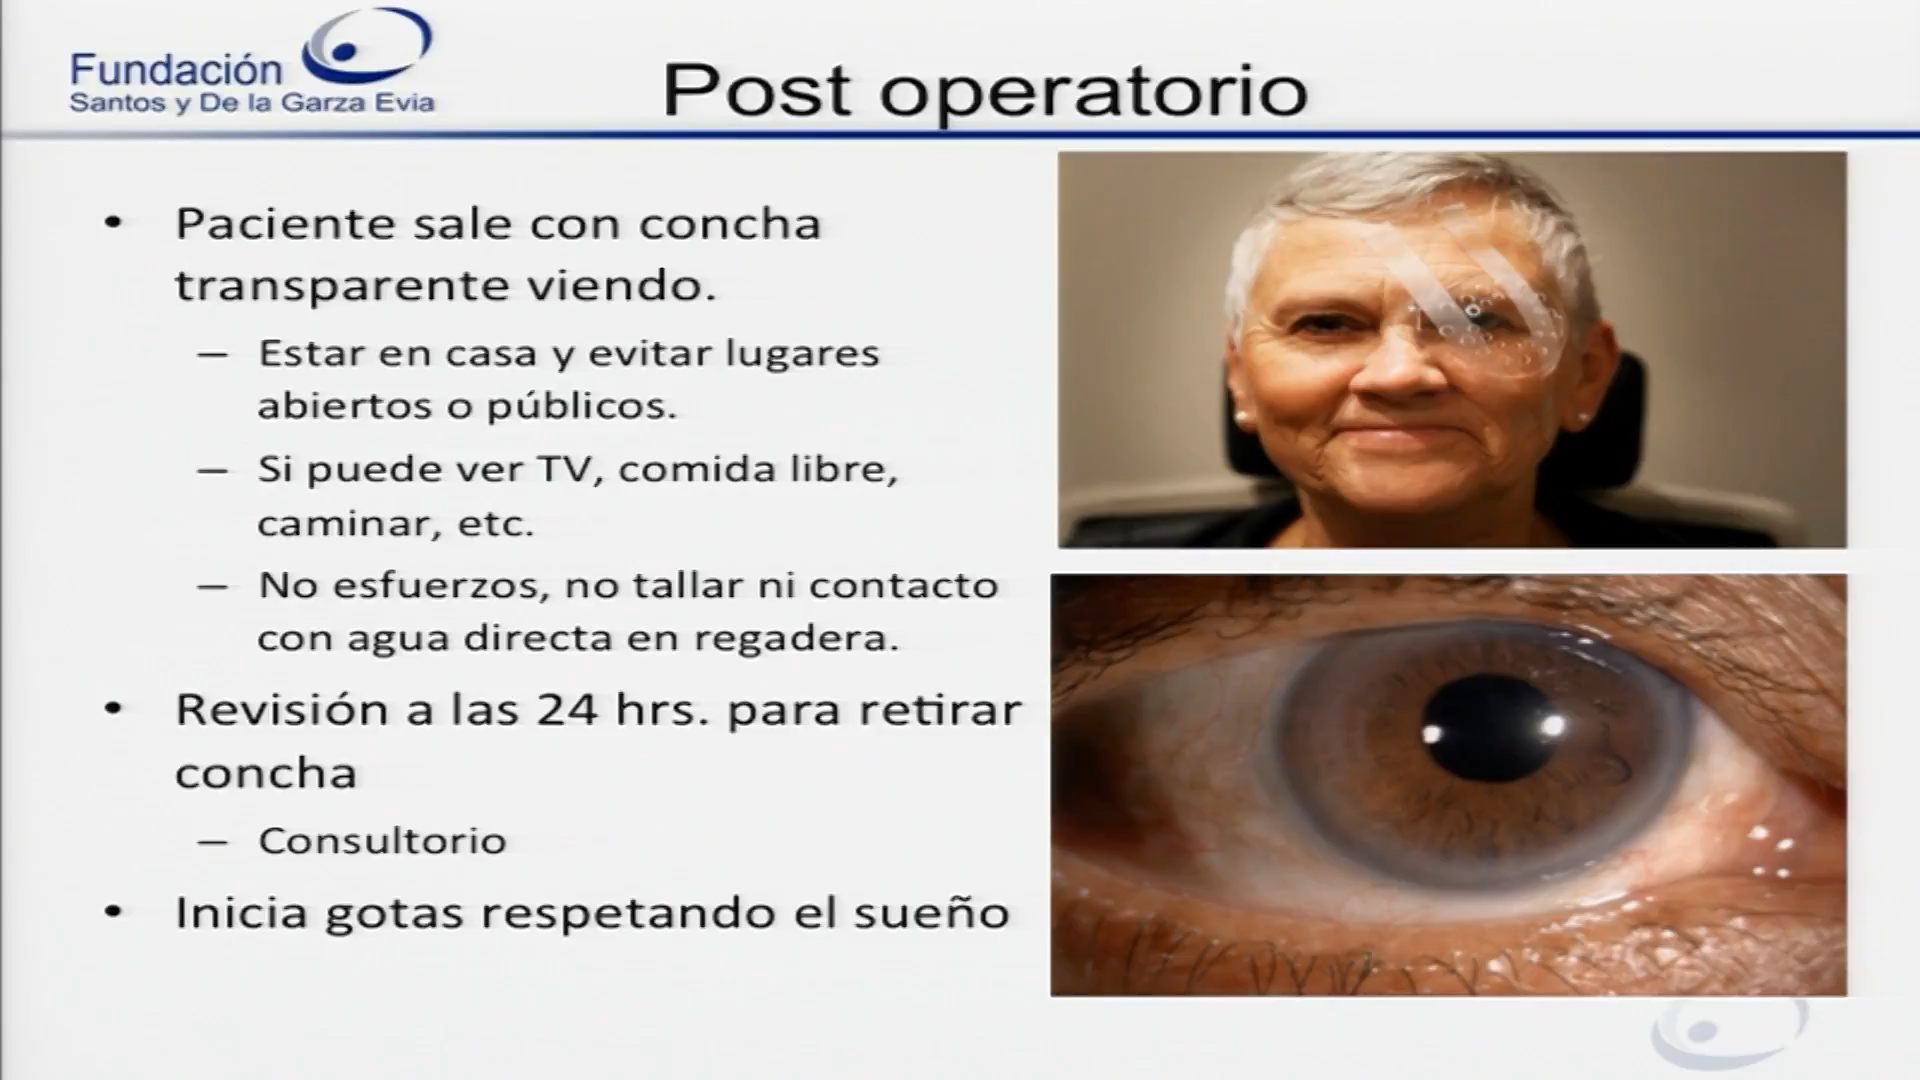 Fundación
Santos y De la Garza Evia
Post operatorio
• Paciente sale con concha
transparente viendo.
– Estar en casa y evitar lugares
abiertos o públicos.
– Si puede ver TV, comida libre,
caminar, etc.
– No esfuerzos, no tallar ni contacto
con agua directa en regadera.
• Revisión a las 24 hrs. para retirar
concha
– Consultorio
• Inicia gotas respetando el sueño